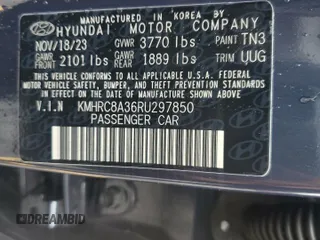 MANUFACTURED IN KOREA BY
HYUNDAI MOTOR COMPANY
NOV/18/23 GVWR 3770 lbs PAINT TN3
GAWR FR 2101 lbs GAWR RR 1889 lbs TRIM UUG
THIS VEHICLE CONFORMS TO ALL APPLICABLE U.S. FEDERAL MOTOR
VEHICLE SAFETY, BUMPER, AND THEFT PREVENTION STANDARDS IN
EFFECT ON THE DATE OF MANUFACTURE SHOWN ABOVE.
V.I.N KMHRC8A36RU297850
PASSENGER CAR
DREAMBID